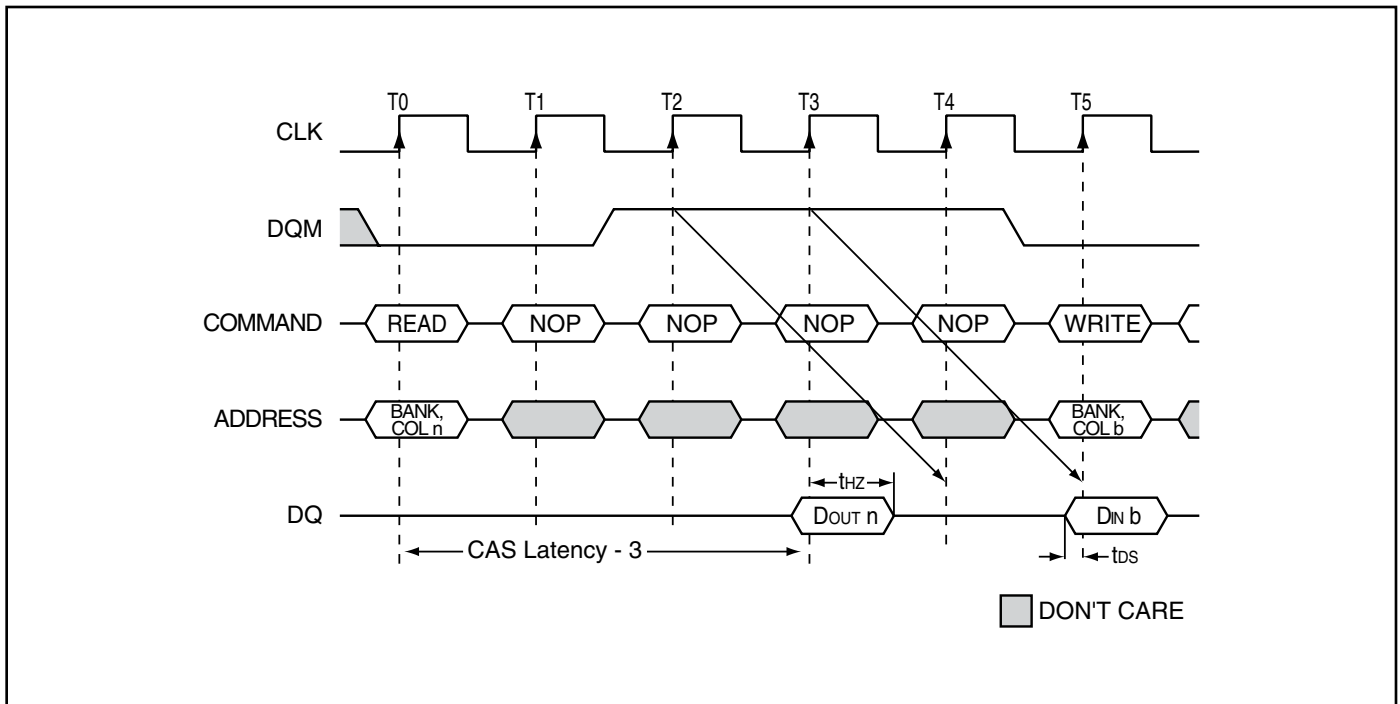 T0 T1 T2 T3 T4 T5
CLK
DQM
COMMAND READ NOP NOP NOP NOP WRITE
ADDRESS BANK, COL n BANK, COL b
tHZ
DQ DOUT n DIN b
CAS Latency - 3 tDS
DON'T CARE